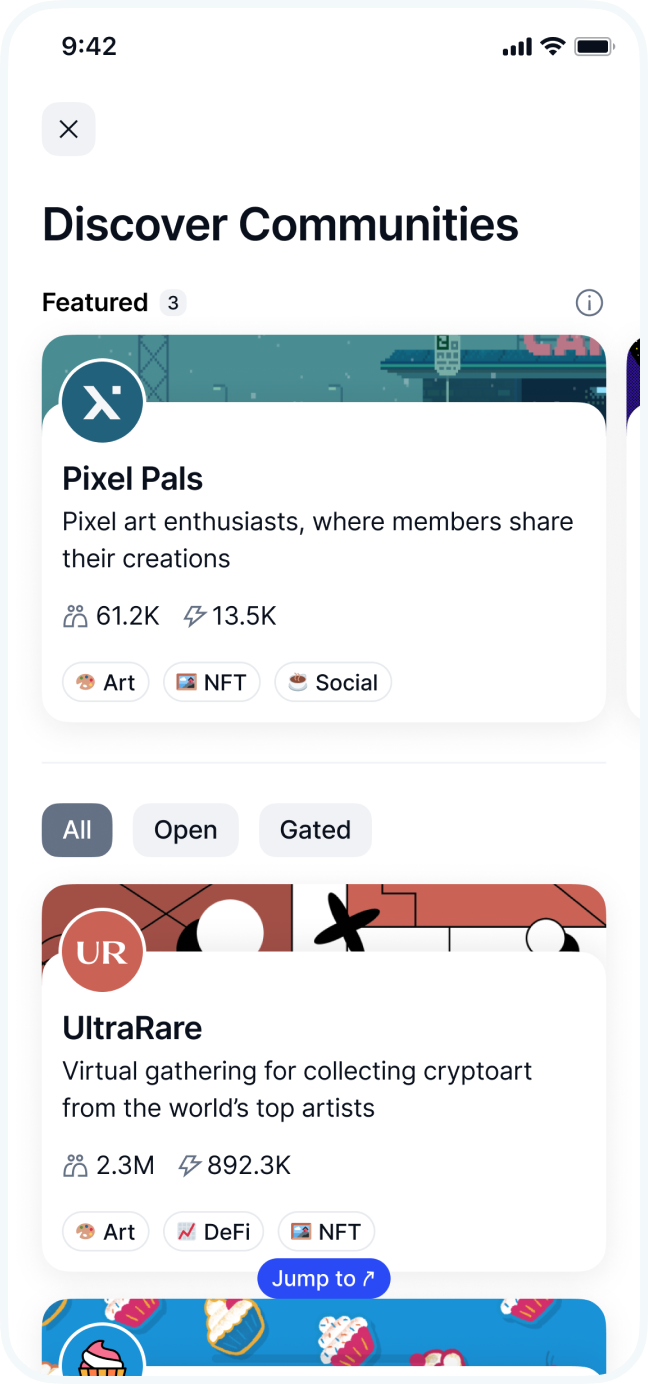 9:42
Discover Communities
Featured 3
Pixel Pals
Pixel art enthusiasts, where members share
their creations
61.2K 13.5K
Art NFT Social
All Open Gated
UR
UltraRare
Virtual gathering for collecting cryptoart
from the world’s top artists
2.3M 892.3K
Art DeFi NFT
Jump to ↗